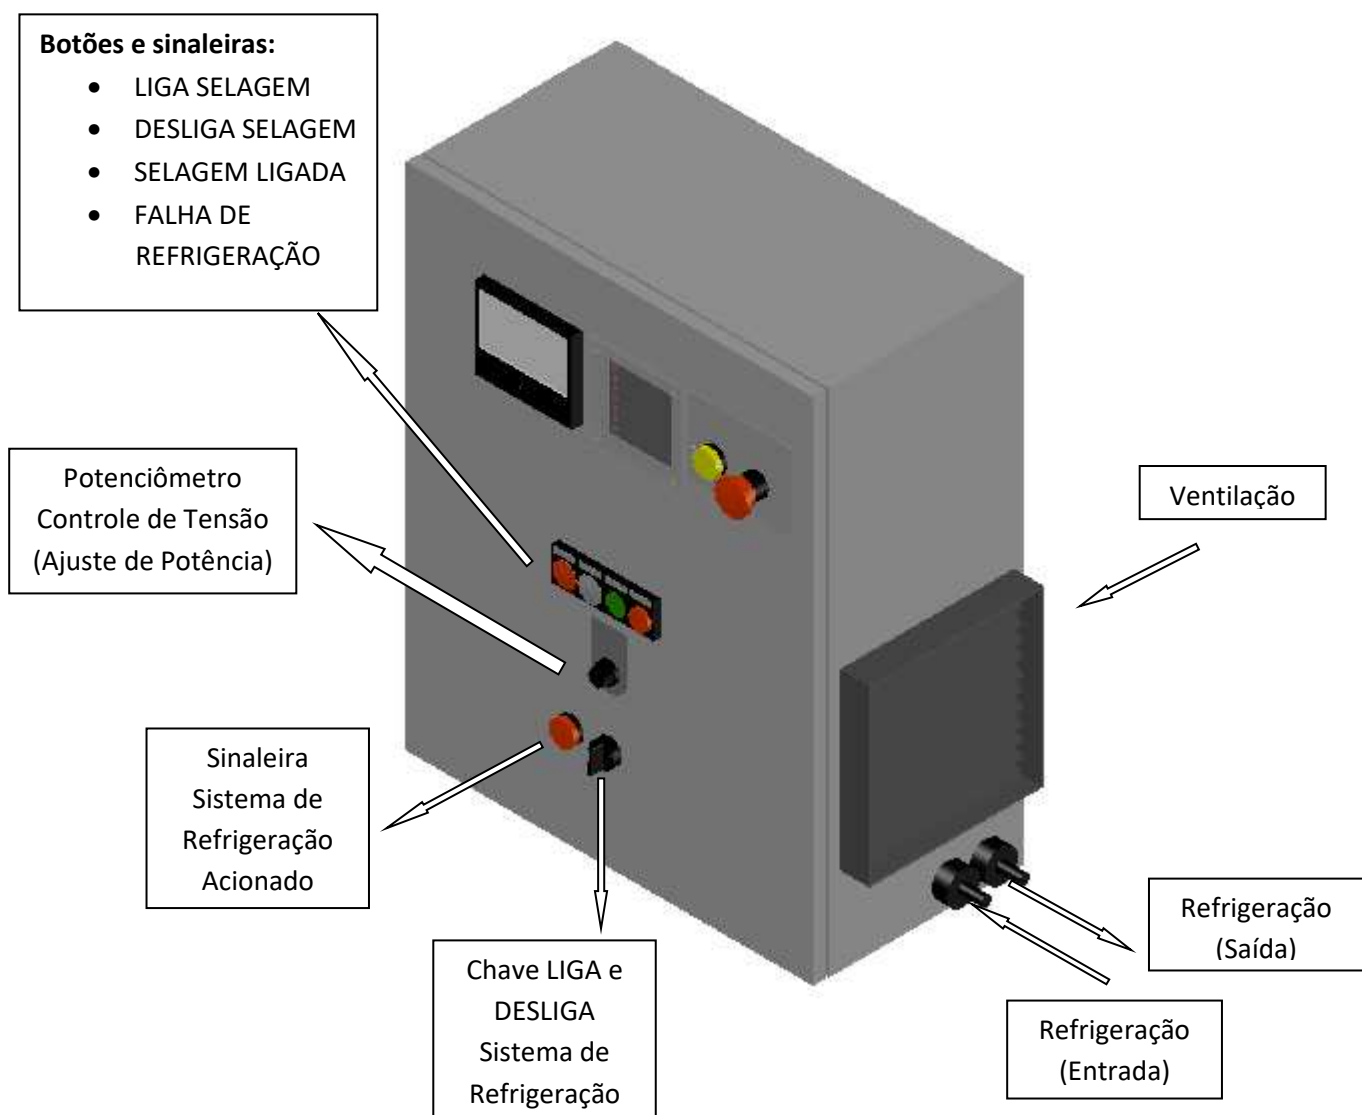 Botões e sinaleiras:
• LIGA SELAGEM
• DESLIGA SELAGEM
• SELAGEM LIGADA
• FALHA DE
REFRIGERAÇÃO
Potenciômetro
Controle de Tensão
(Ajuste de Potência)
Ventilação
Sinaleira
Sistema de
Refrigeração
Acionado
Refrigeração
(Saída)
Chave LIGA e
DESLIGA
Sistema de
Refrigeração
Refrigeração
(Entrada)